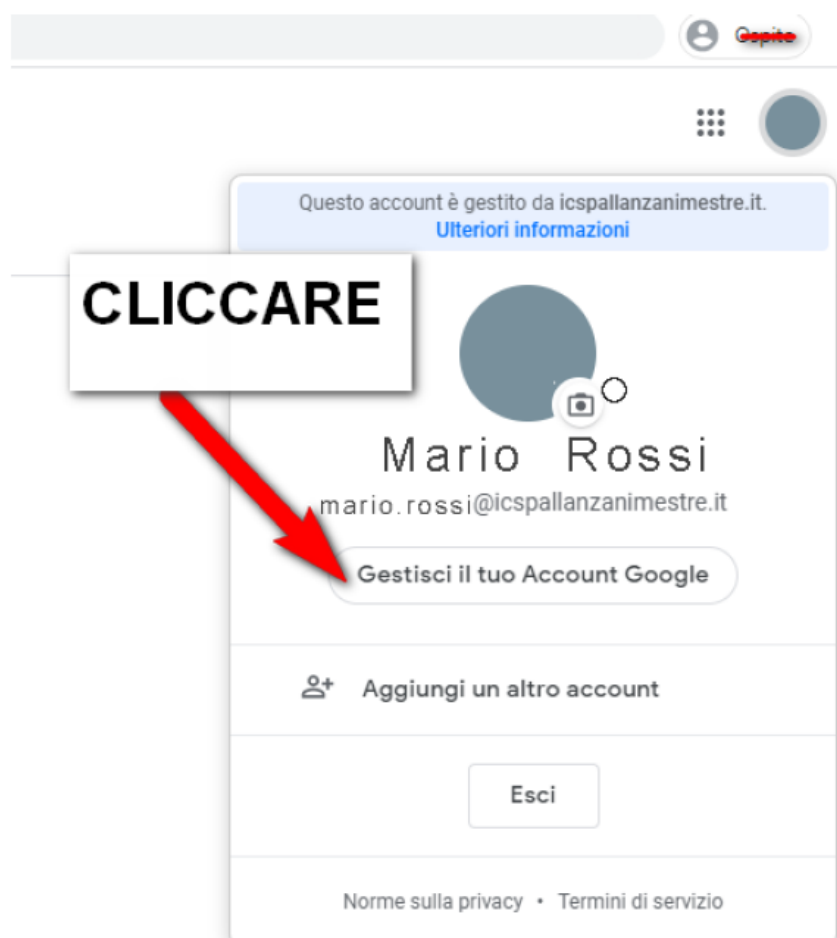 Ospite
Questo account è gestito da icspallanzanimestre.it.
Ulteriori informazioni
CLICCARE
Mario Rossi
mario.rossi@icspallanzanimestre.it
Gestisci il tuo Account Google
Aggiungi un altro account
Esci
Norme sulla privacy • Termini di servizio